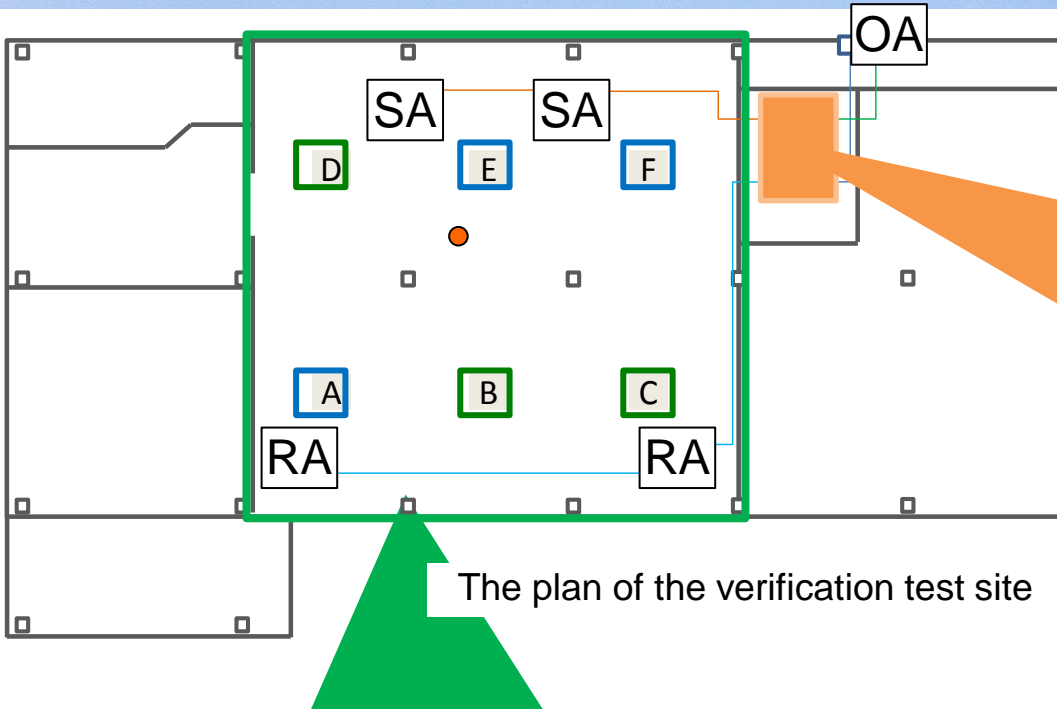 OA
SA
SA
D
E
F
A
B
C
RA
RA
The plan of the verification test site